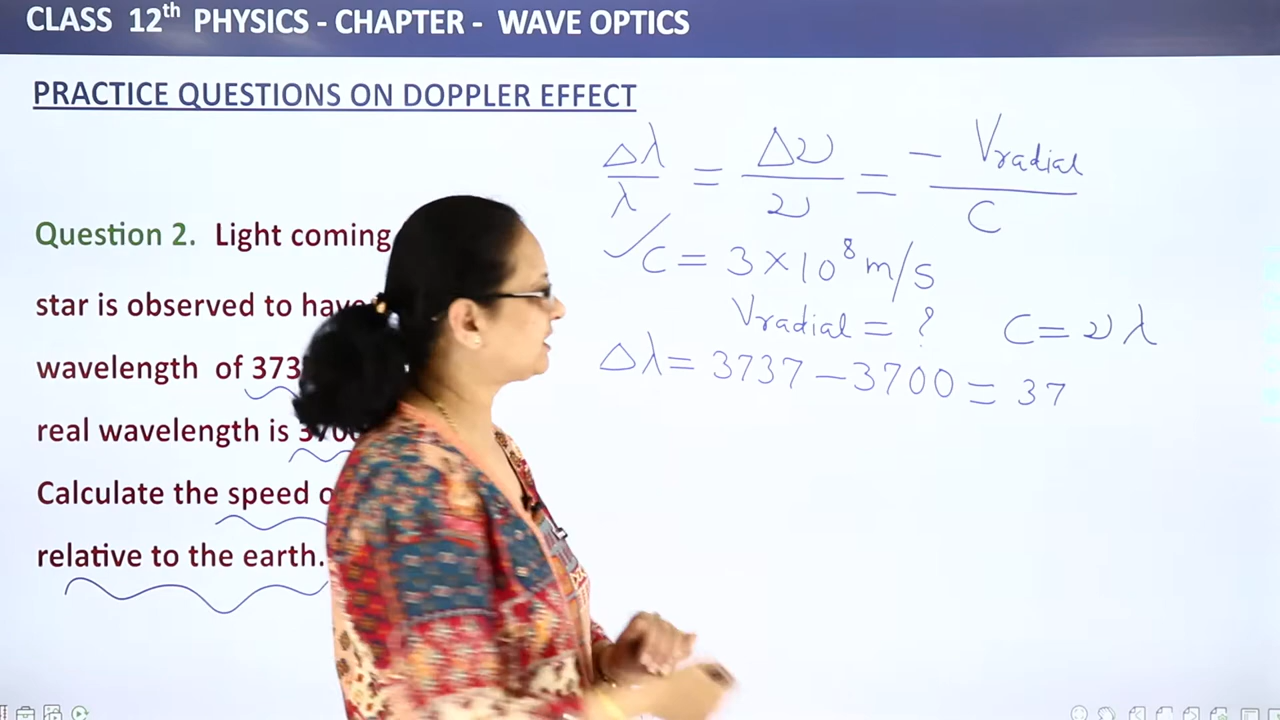 CLASS 12th PHYSICS - CHAPTER - WAVE OPTICS
PRACTICE QUESTIONS ON DOPPLER EFFECT
Question 2. Light coming
star is observed to have
wavelength of 373
real wavelength is 3700
Calculate the speed o
relative to the earth.
Δλ/λ = Δν/ν = - Vradial/C
C = 3 × 10⁸ m/s
Vradial = ? C = νλ
Δλ = 3737 - 3700 = 37